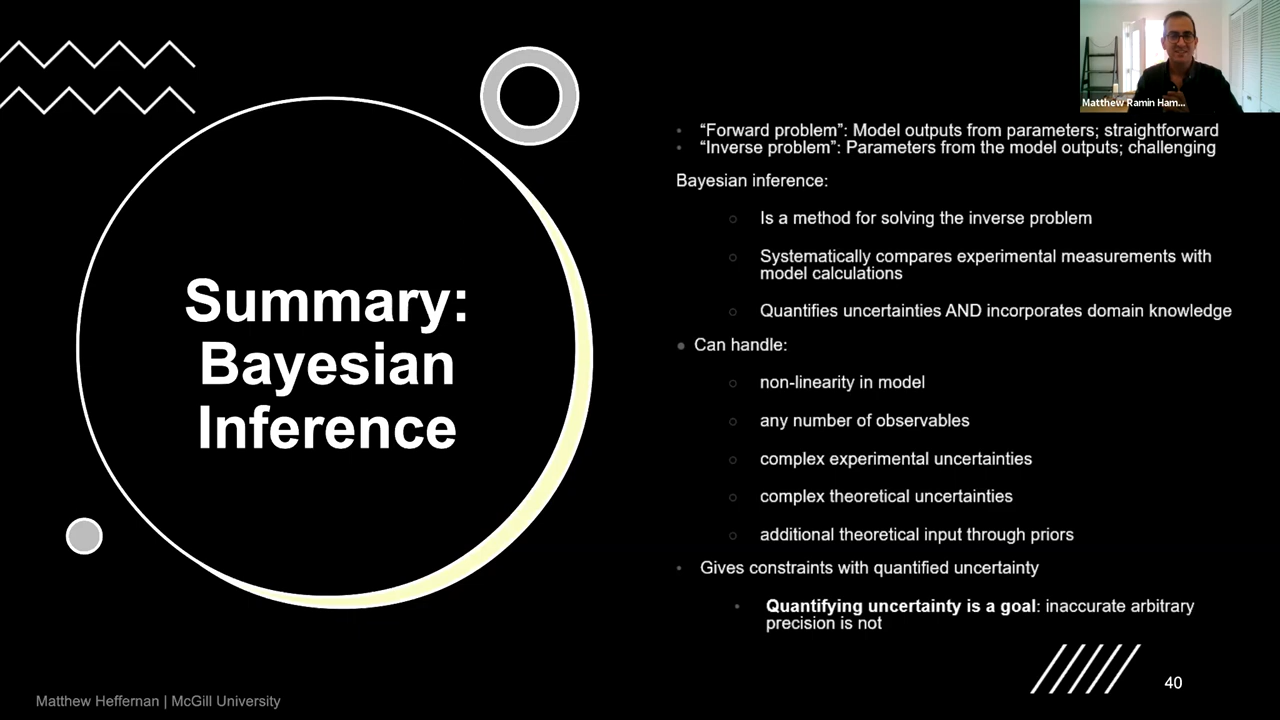 Matthew Ramin Ham...
Summary:
Bayesian
Inference
“Forward problem”: Model outputs from parameters; straightforward
“Inverse problem”: Parameters from the model outputs; challenging
Bayesian inference:
Is a method for solving the inverse problem
Systematically compares experimental measurements with
model calculations
Quantifies uncertainties AND incorporates domain knowledge
Can handle:
non-linearity in model
any number of observables
complex experimental uncertainties
complex theoretical uncertainties
additional theoretical input through priors
Gives constraints with quantified uncertainty
Quantifying uncertainty is a goal: inaccurate arbitrary
precision is not
Matthew Heffernan | McGill University
40